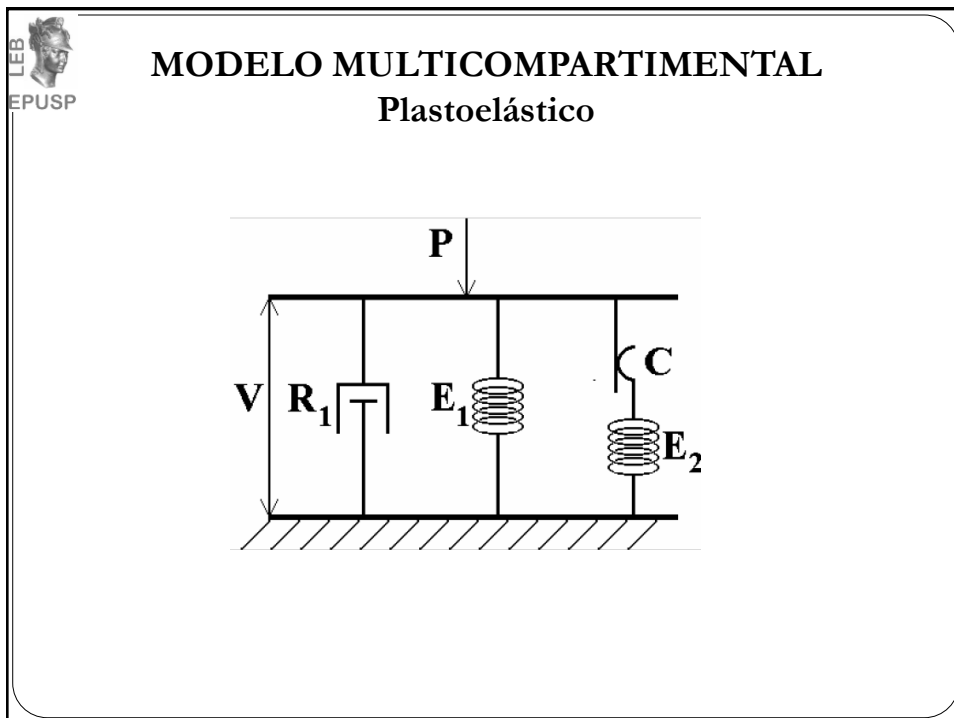 LEB
EPUSP
MODELO MULTICOMPARTIMENTAL
Plastoelástico
P
V R₁ E₁ C
E₂